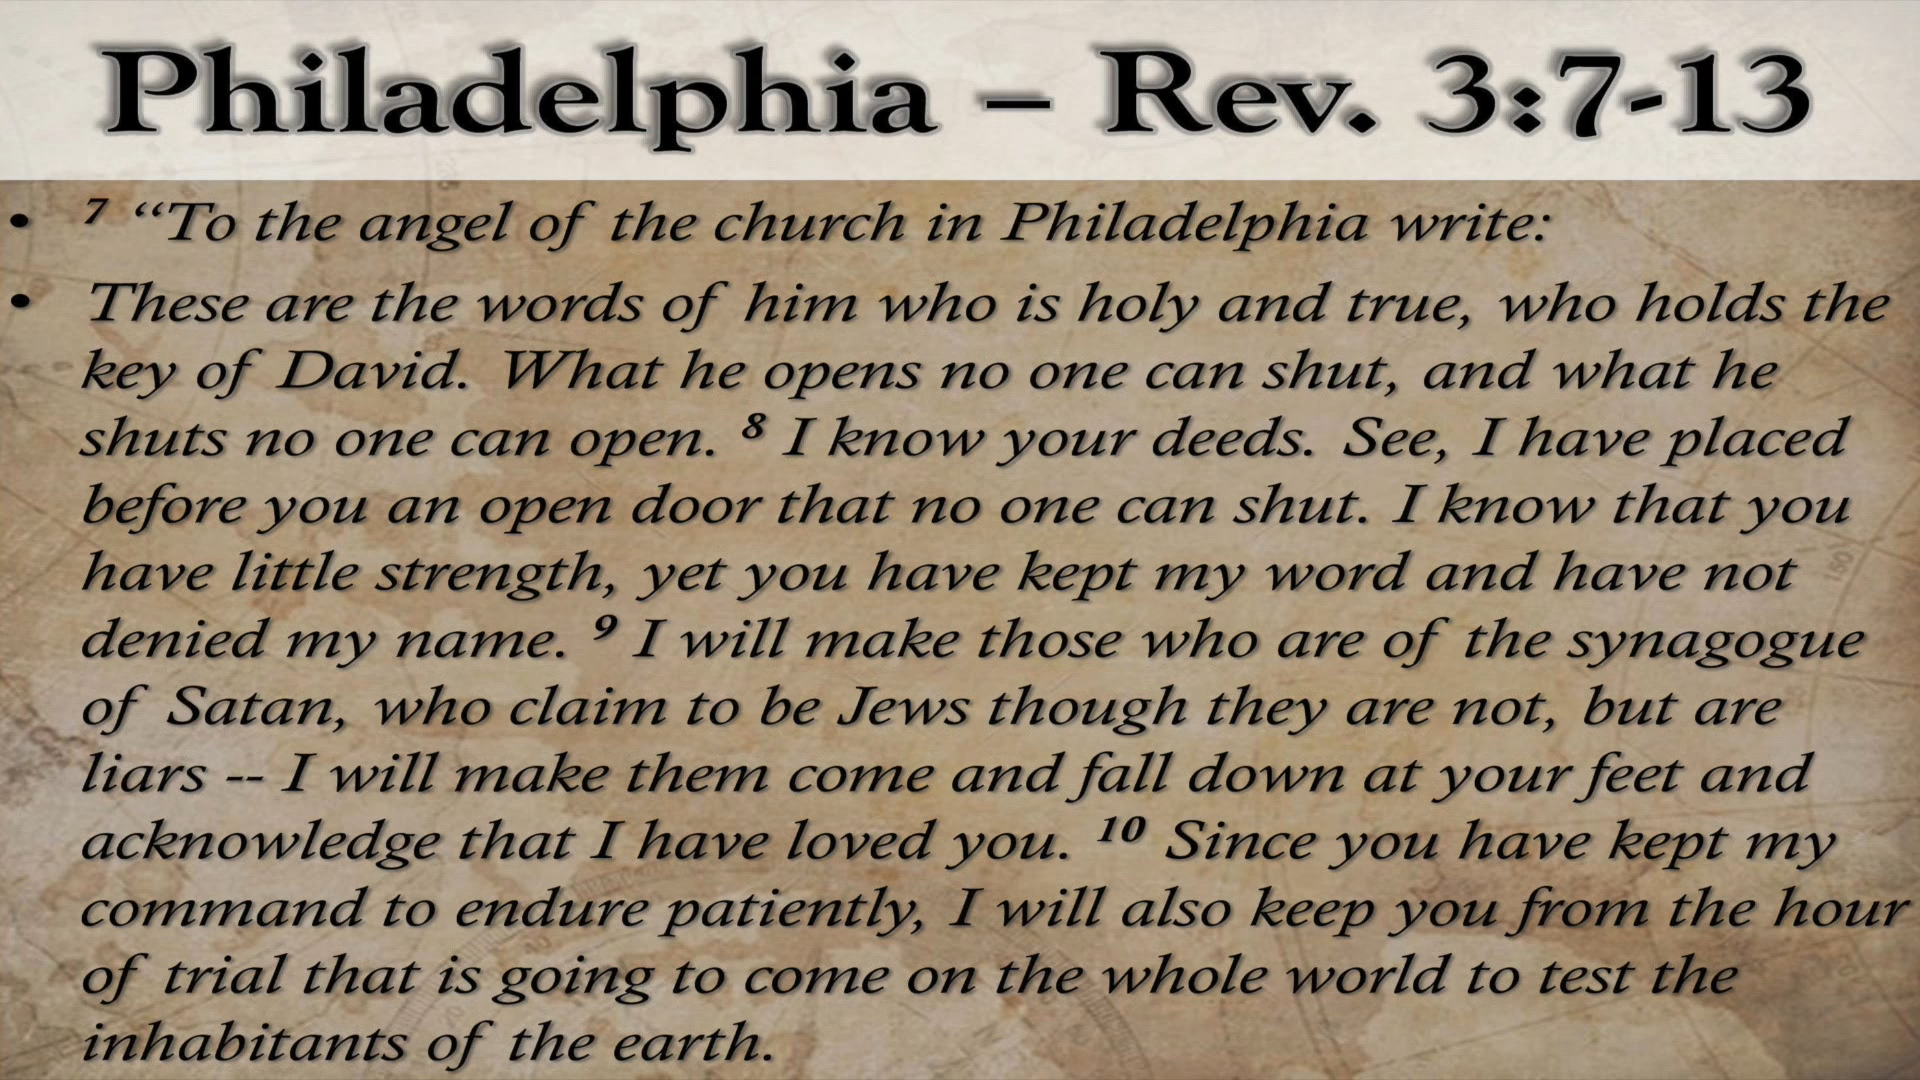 Philadelphia – Rev. 3:7-13
• 7 “To the angel of the church in Philadelphia write:
• These are the words of him who is holy and true, who holds the
key of David. What he opens no one can shut, and what he
shuts no one can open. 8 I know your deeds. See, I have placed
before you an open door that no one can shut. I know that you
have little strength, yet you have kept my word and have not
denied my name. 9 I will make those who are of the synagogue
of Satan, who claim to be Jews though they are not, but are
liars -- I will make them come and fall down at your feet and
acknowledge that I have loved you. 10 Since you have kept my
command to endure patiently, I will also keep you from the hour
of trial that is going to come on the whole world to test the
inhabitants of the earth.